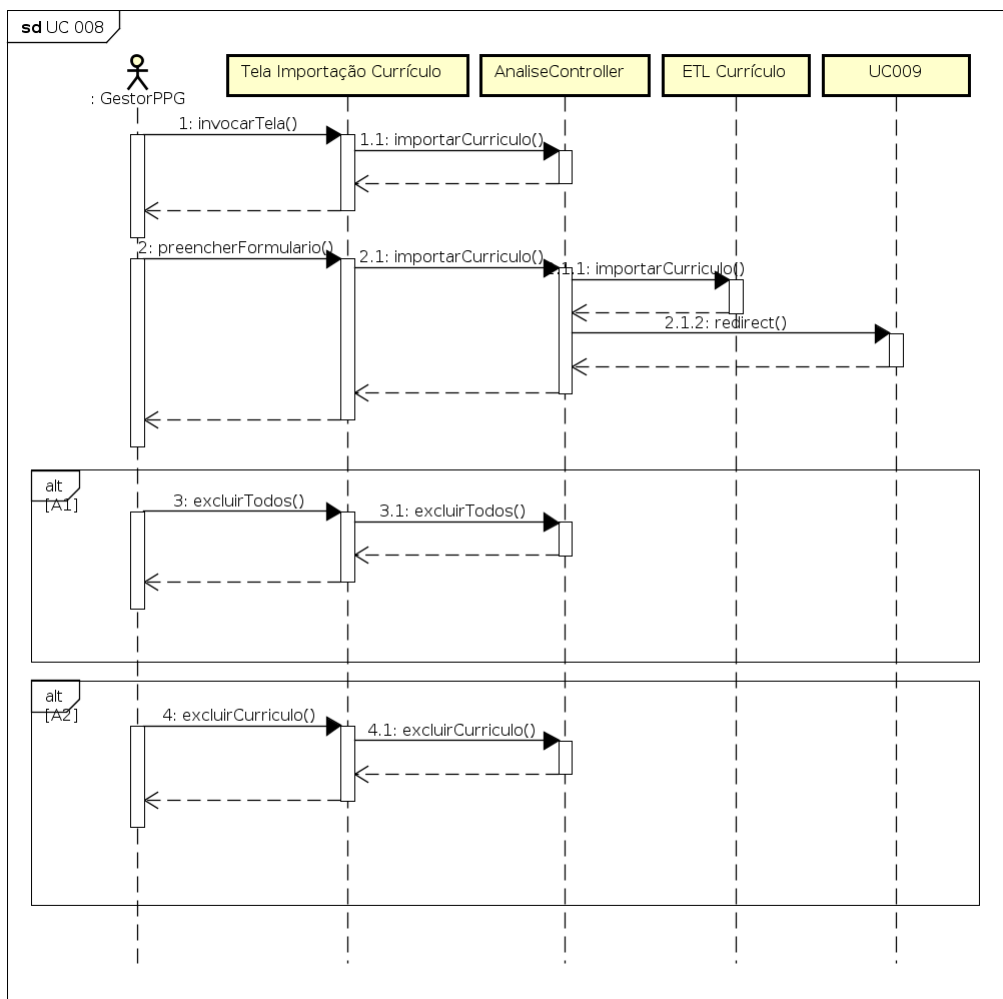 sd UC 008
: GestorPPG
Tela Importação Currículo
AnaliseController
ETL Currículo
UC009
1: invocarTela()
1.1: importarCurriculo()
2: preencherFormulario()
2.1: importarCurriculo()
.1.1: importarCurriculo()
2.1.2: redirect()
alt
[A1]
3: excluirTodos()
3.1: excluirTodos()
alt
[A2]
4: excluirCurriculo()
4.1: excluirCurriculo()